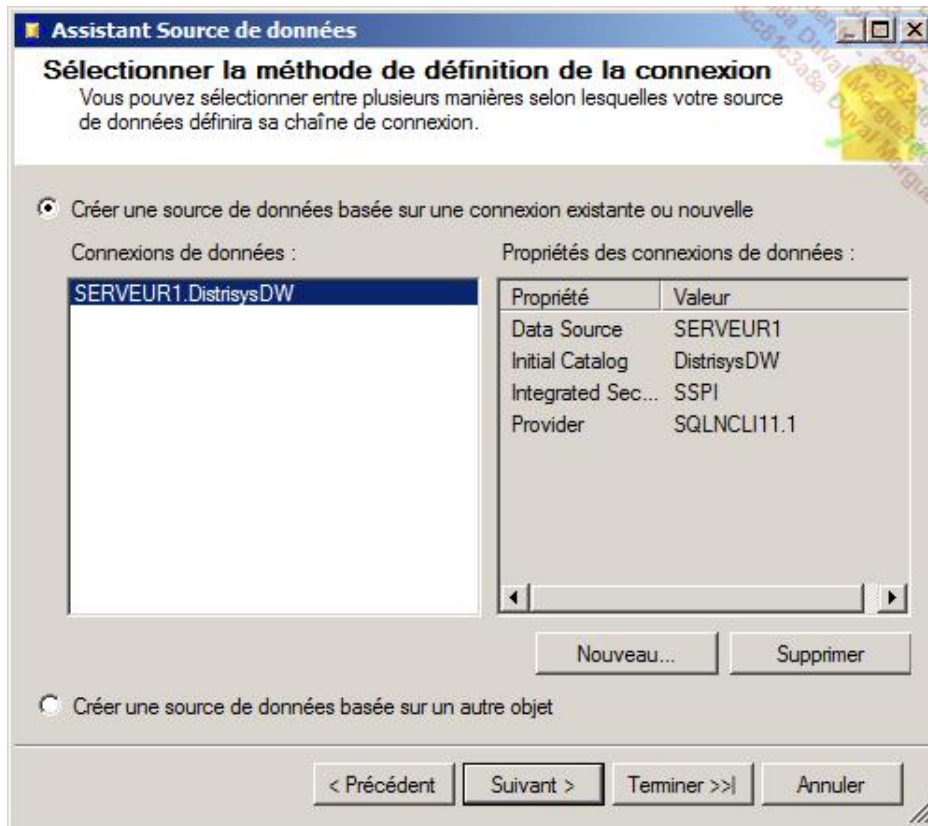 Assistant Source de données
Sélectionner la méthode de définition de la connexion
Vous pouvez sélectionner entre plusieurs manières selon lesquelles votre source
de données définira sa chaîne de connexion.
Créer une source de données basée sur une connexion existante ou nouvelle
Connexions de données :
Propriétés des connexions de données :
SERVEUR1.DistrisysDW
Propriété Valeur
Data Source SERVEUR1
Initial Catalog DistrisysDW
Integrated Sec... SSPI
Provider SQLNCLI11.1
Nouveau... Supprimer
Créer une source de données basée sur un autre objet
< Précédent Suivant > Terminer >>| Annuler